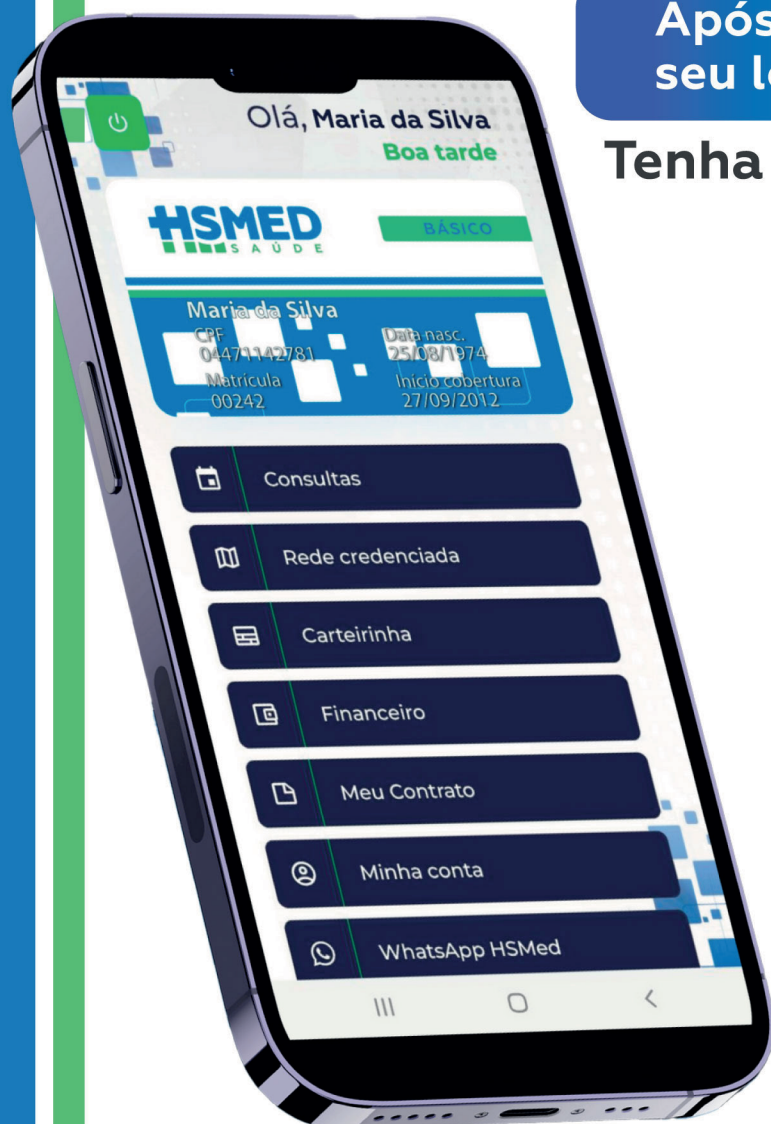 Após
seu l
Tenha
Olá, Maria da Silva
Boa tarde
HSMED
SAÚDE
BÁSICO
Maria da Silva
CPF
04471142781
Data nasc.
25/08/1974
Matrícula
00242
Início cobertura
27/09/2012
Consultas
Rede credenciada
Carteirinha
Financeiro
Meu Contrato
Minha conta
WhatsApp HSMed